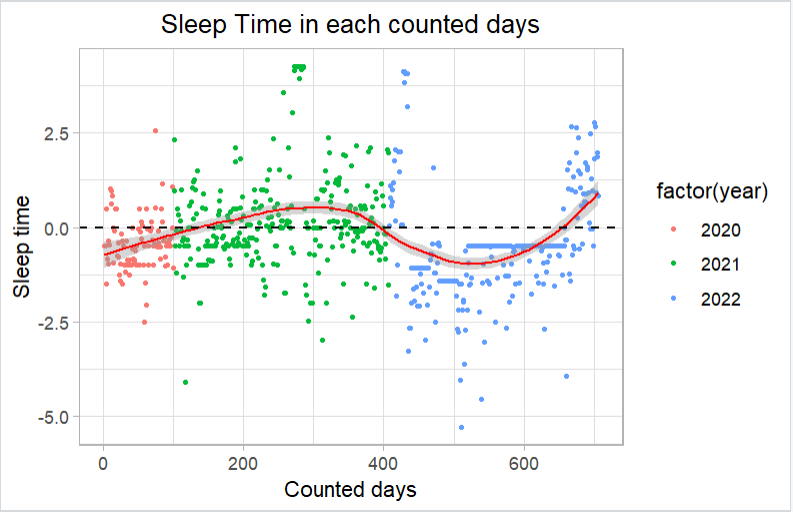 Sleep Time in each counted days
Sleep time
2.5
0.0
-2.5
-5.0
0 200 400 600
Counted days
factor(year)
2020
2021
2022